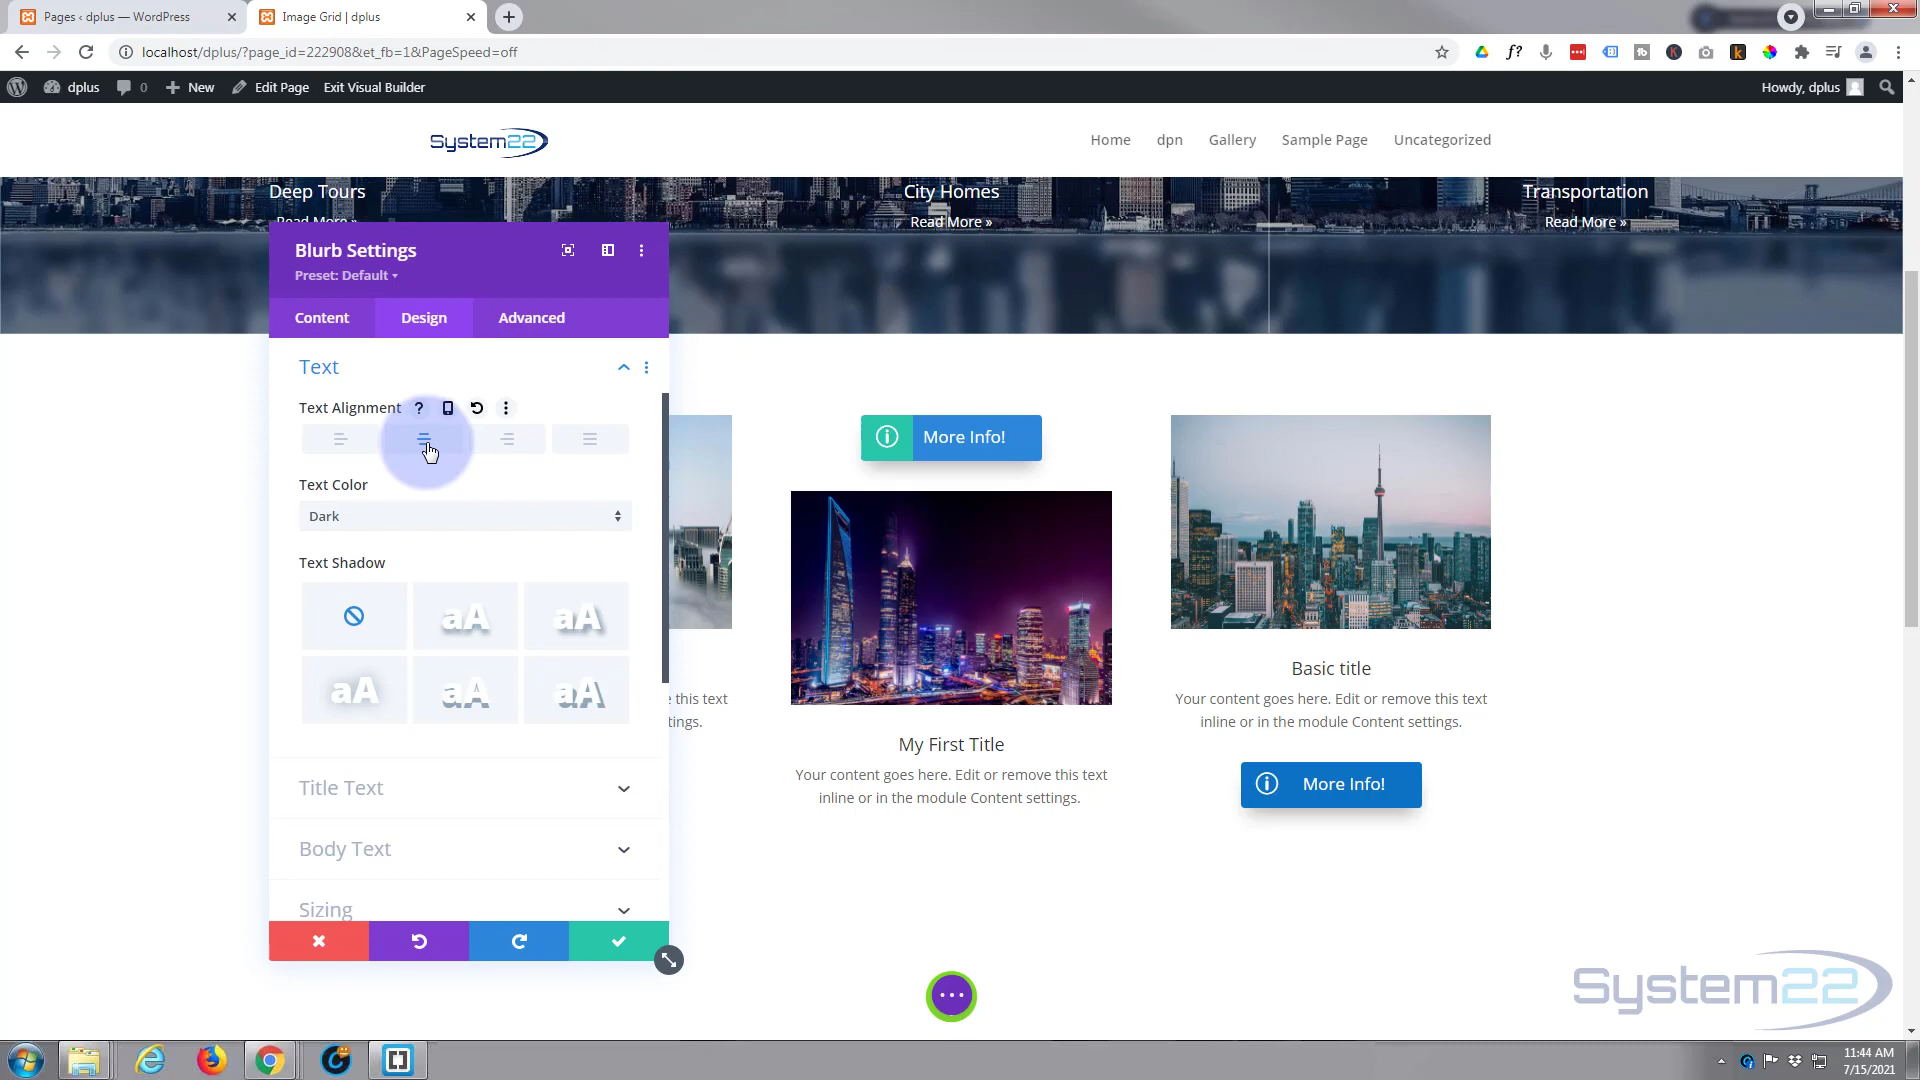 Pages ‹ dplus — WordPress
Image Grid | dplus
localhost/dplus/?page_id=222908&et_fb=1&PageSpeed=off
dplus
0
New
Edit Page
Exit Visual Builder
Howdy, dplus
System22
Home
dpn
Gallery
Sample Page
Uncategorized
Deep Tours
City Homes
Transportation
Read More »
Read More »
Read More »
Blurb Settings
Preset: Default
Content
Design
Advanced
Text
Text Alignment
Text Color
Dark
Text Shadow
aA
aA
aA
aA
aA
Title Text
Body Text
Sizing
More Info!
this text
My First Title
Your content goes here. Edit or remove this text
inline or in the module Content settings.
Basic title
Your content goes here. Edit or remove this text
inline or in the module Content settings.
More Info!
System22
11:44 AM
7/15/2021